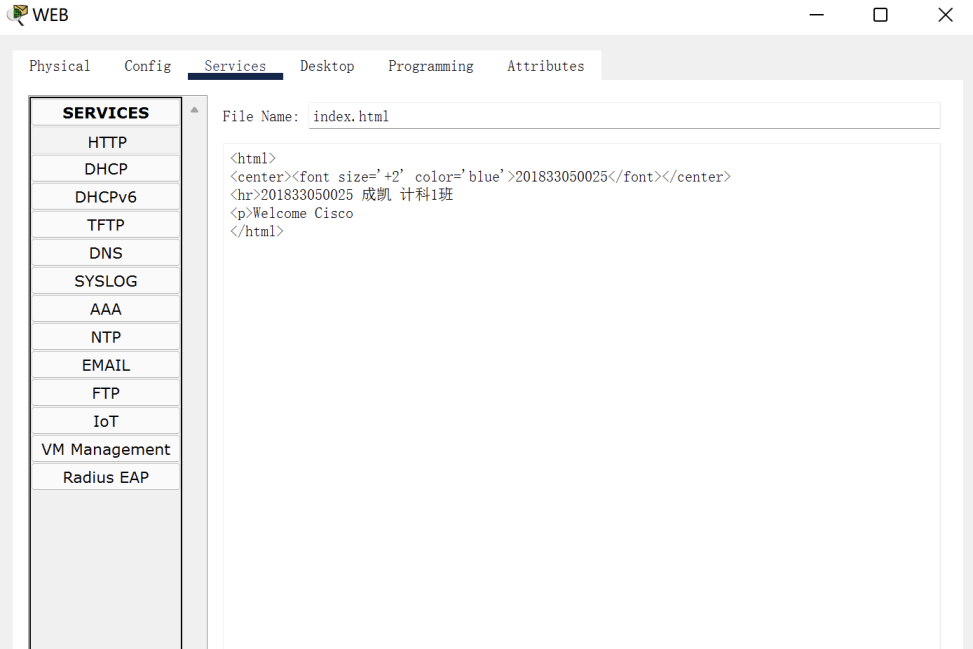 WEB
Physical Config Services Desktop Programming Attributes
SERVICES
HTTP
DHCP
DHCPv6
TFTP
DNS
SYSLOG
AAA
NTP
EMAIL
FTP
IoT
VM Management
Radius EAP
File Name: index.html
<html>
<center><font size='+2' color='blue'>201833050025</font></center>
<hr>201833050025 成凯 计科1班
<p>Welcome Cisco
</html>